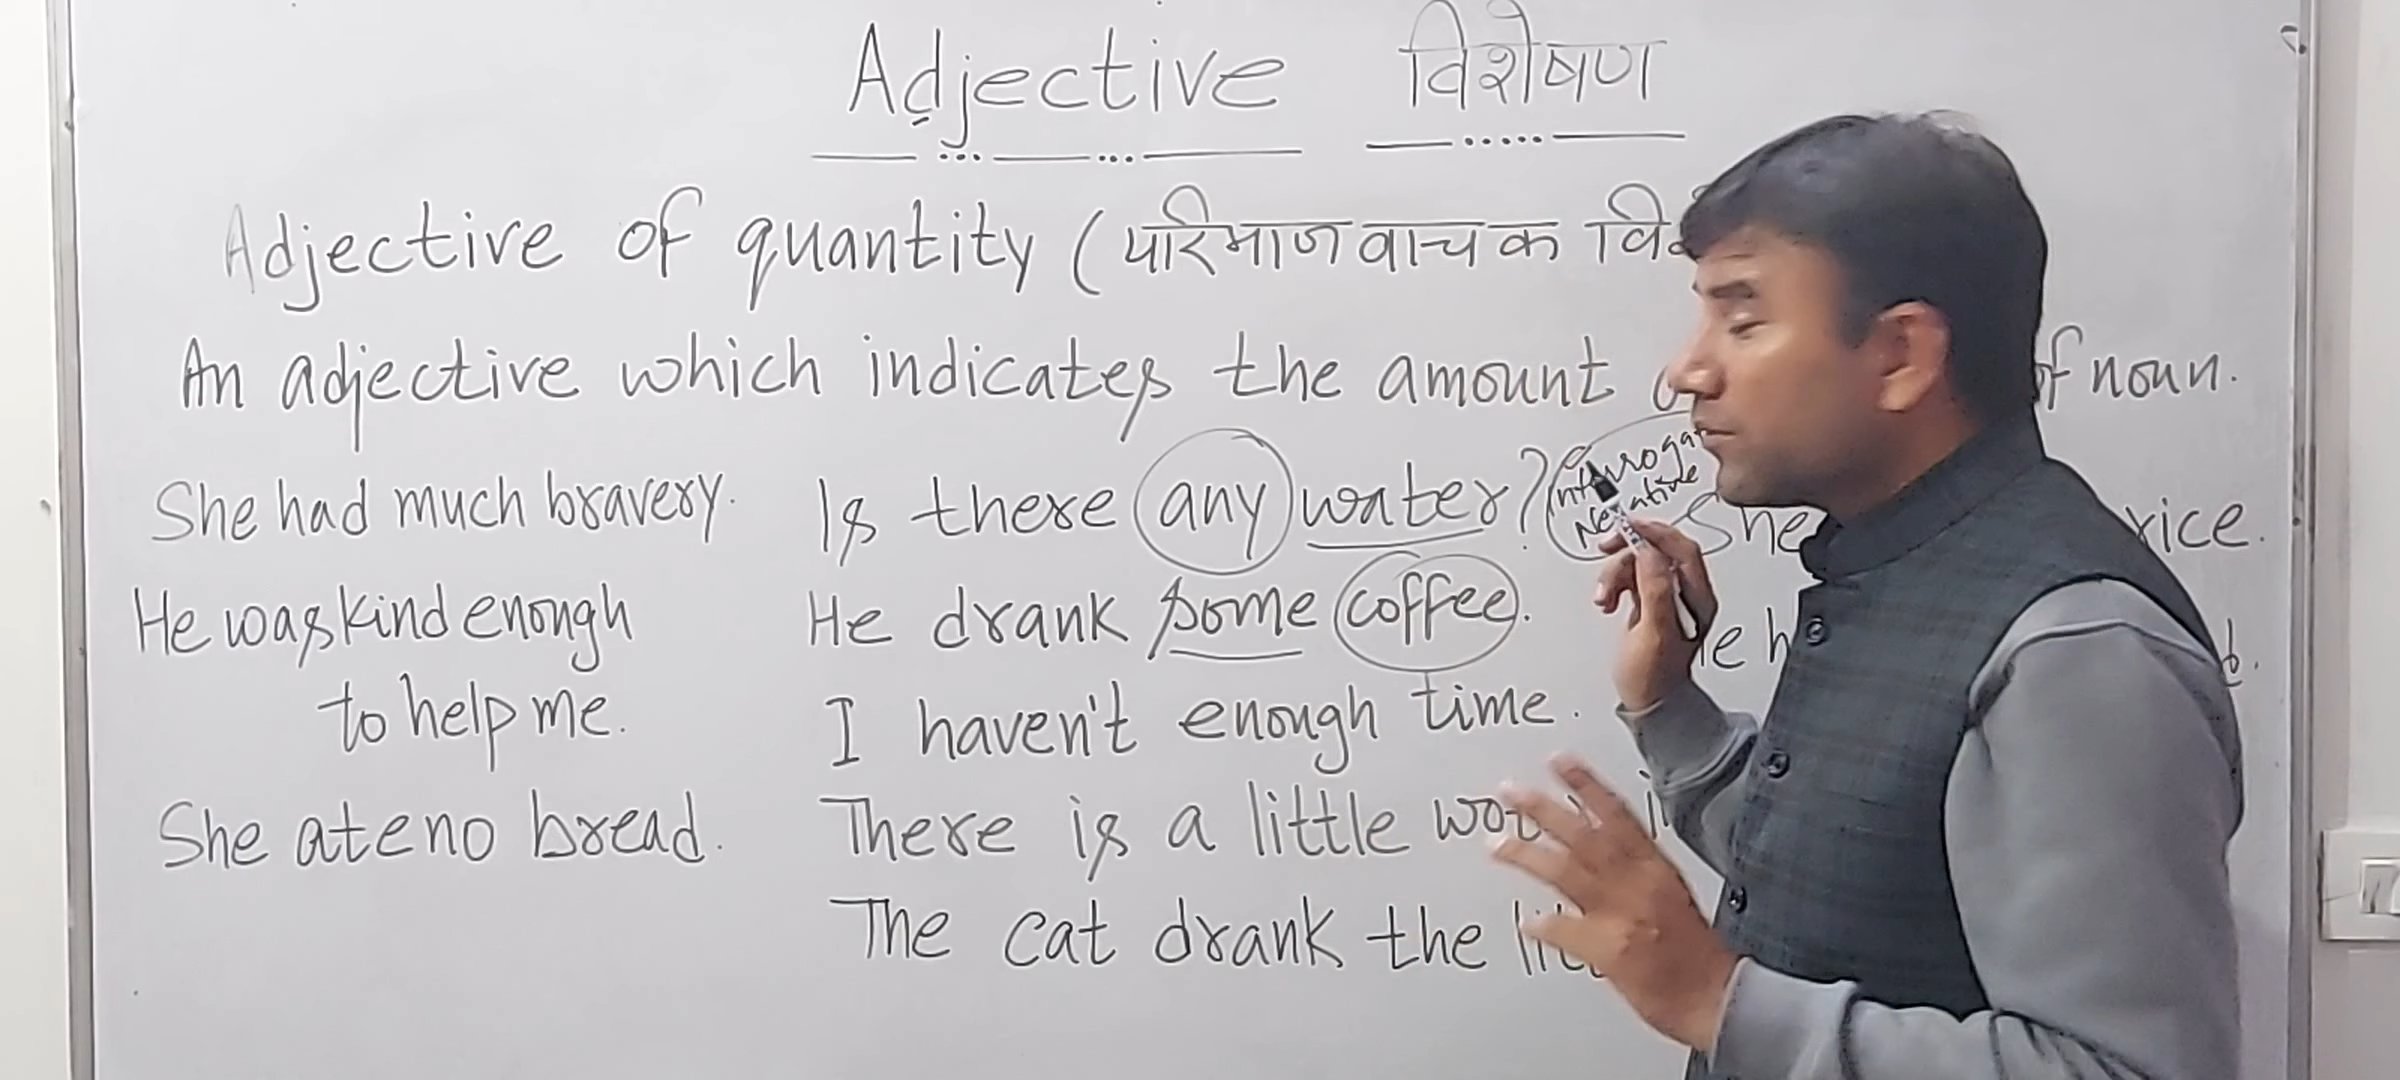 Adjective विशेषण
Adjective of quantity (परिमाणवाचक
An adjective which indicates the amount of noun.
She had much bravery.
He was kind enough
to help me.
She ate no bread.
Is there any water?
Negative
He drank some coffee.
I haven't enough time.
There is a little
The cat drank the
She rice.